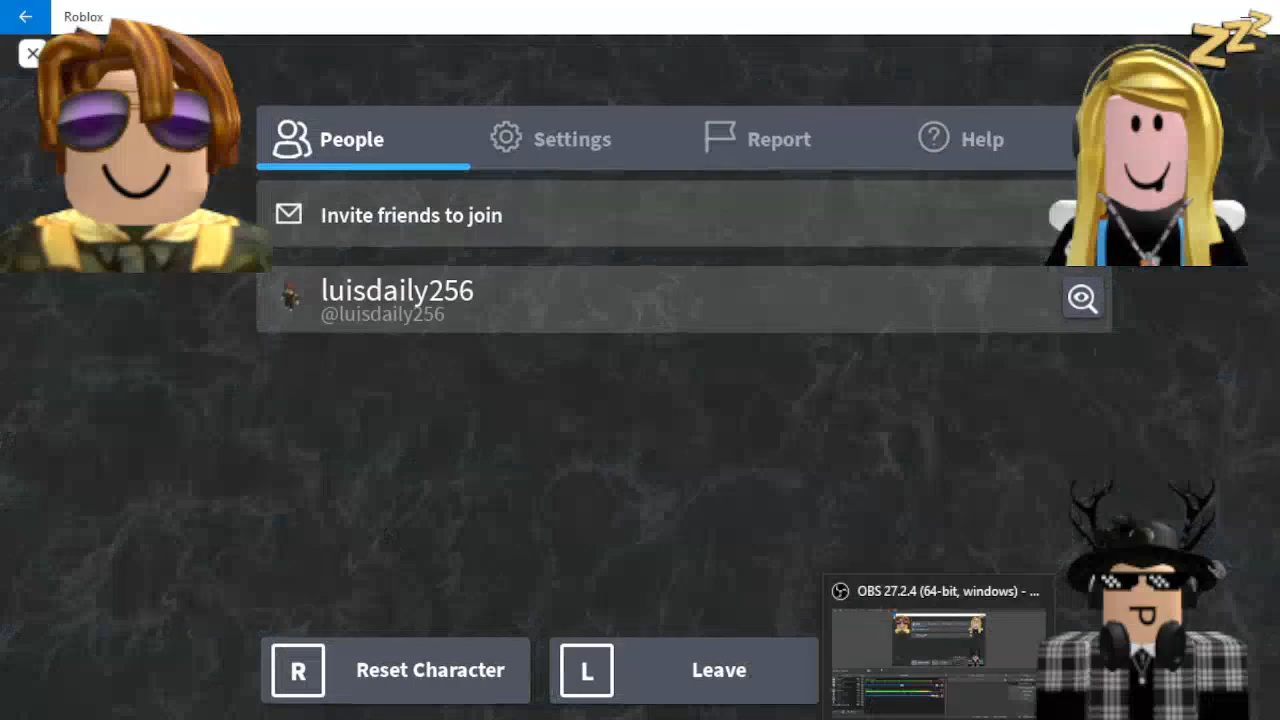 Roblox
People
Settings
Report
Help
Invite friends to join
luisdaily256
@luisdaily256
OBS 27.2.4 (64-bit, windows) - ...
R
Reset Character
L
Leave